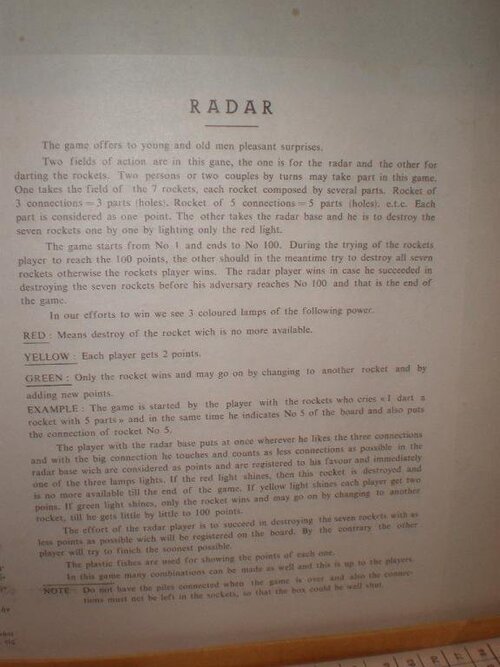 RADAR
The game offers to young and old men pleasant surprises.
Two fields of action are in this gane, the one is for the radar and the other for
darting the rockets. Two persons or two couples by turns may take part in this game.
One takes the field of the 7 rockets, each rocket composed by several parts. Rocket of
3 connections = 3 parts (holes). Rocket of 5 connections = 5 parts (holes). e.t.c. Each
part is considered as one point. The other takes the radar base and he is to destroy the
seven rockets one by one by lighting only the red light.
The game starts from No 1 and ends to No 100. During the trying of the rockets
player to reach the 100 points, the other should in the meantime try to destroy all seven
rockets otherwise the rockets player wins. The radar player wins in case he succeeded in
destroying the seven rockets before his adversary reaches No 100 and that is the end of
the game.
In our efforts to win we see 3 coloured lamps of the following power.
RED : Means destroy of the rocket wich is no more available.
YELLOW : Each player gets 2 points.
GREEN : Only the rocket wins and may go on by changing to another rocket and by
adding new points.
EXAMPLE : The game is started by the player with the rockets who cries «I dart a
rocket with 5 parts» and in the same time he indicates No 5 of the board and also puts
the connection of rocket No 5.
The player with the radar base puts at once wherever he likes the three connections
and with the big connection he touches and counts as less connections as possible in the
radar base wich are considered as points and are registered to his favour and immediately
one of the three lamps lights. If the red light shines, then this rocket is destroyed and
is no more available till the end of the game. If yellow light shines each player get two
poins. If green light shines, only the rocket wins and may go on by changing to another
rocket, till he gets little by little to 100 points.
The effort of the radar player is to succeed in destroying the seven rockets with as
less points as possible wich will be registered on the board. By the contrary the other
player will try to finich the soonest possible.
The plastic fishes are used for showing the points of each one.
In this game many combinations can be made as well and this is up to the players.
NOTE : Do not have the piles connected when the game is over and also the connec-
tions must not be left in the sockets, so that the box could be well shut.